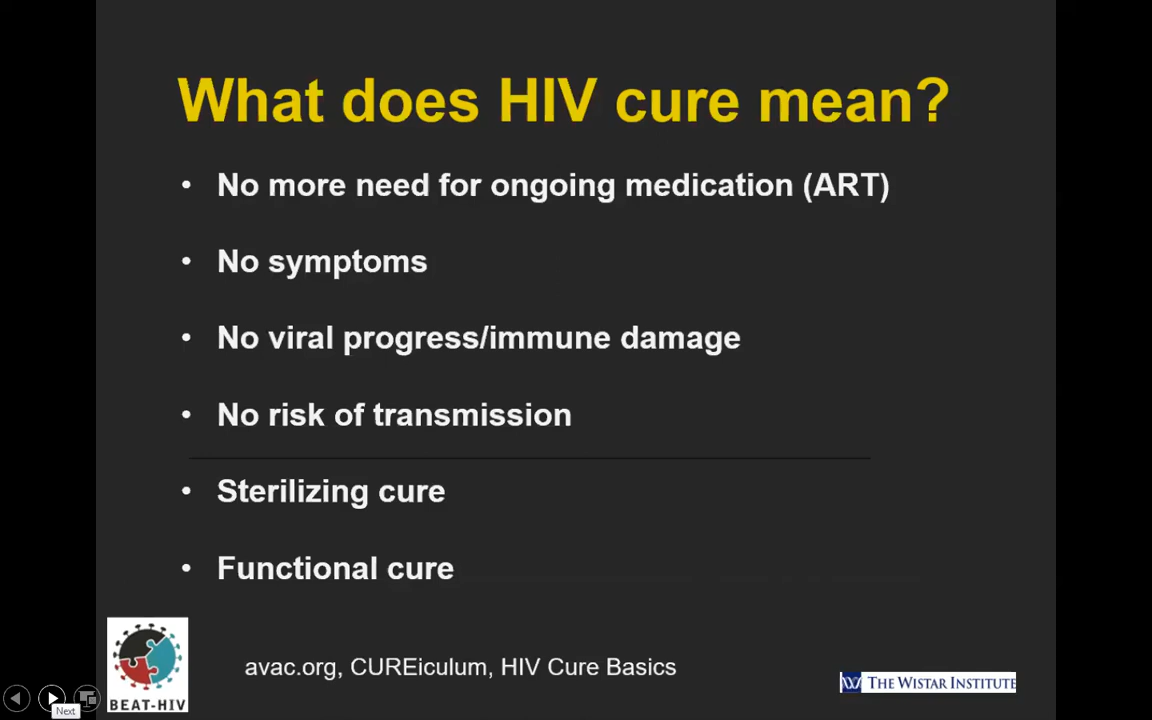 What does HIV cure mean?
• No more need for ongoing medication (ART)
• No symptoms
• No viral progress/immune damage
• No risk of transmission
• Sterilizing cure
• Functional cure
avac.org, CUREiculum, HIV Cure Basics
BEAT-HIV
W THE WISTAR INSTITUTE
Next